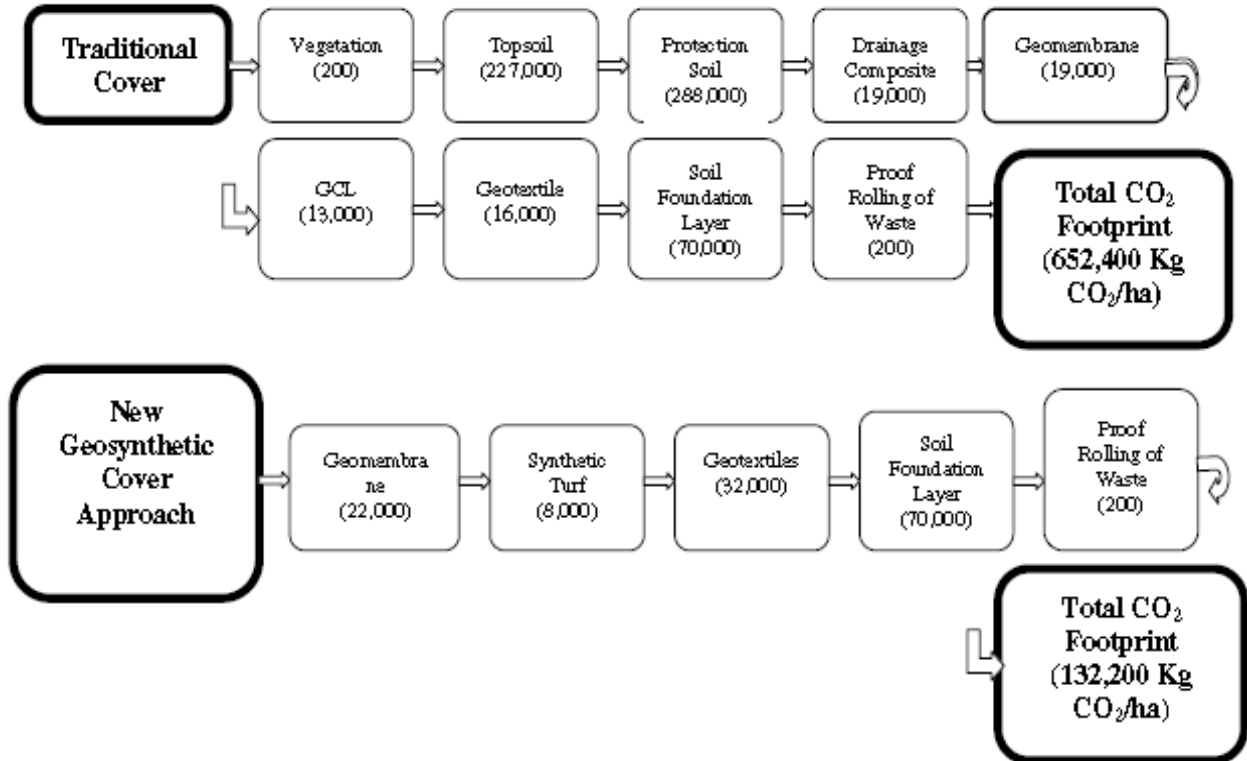 Traditional
Cover
Vegetation
(200)
Topsoil
(227,000)
Protection
Soil
(288,000)
Drainage
Composite
(19,000)
Geomembrane
(19,000)
GCL
(13,000)
Geotextile
(16,000)
Soil
Foundation
Layer
(70,000)
Proof
Rolling of
Waste
(200)
Total CO₂
Footprint
(652,400 Kg
CO₂/ha)
New
Geosynthetic
Cover
Approach
Geomembra
ne
(22,000)
Synthetic
Turf
(8,000)
Geotextiles
(32,000)
Soil
Foundation
Layer
(70,000)
Proof
Rolling of
Waste
(200)
Total CO₂
Footprint
(132,200 Kg
CO₂/ha)